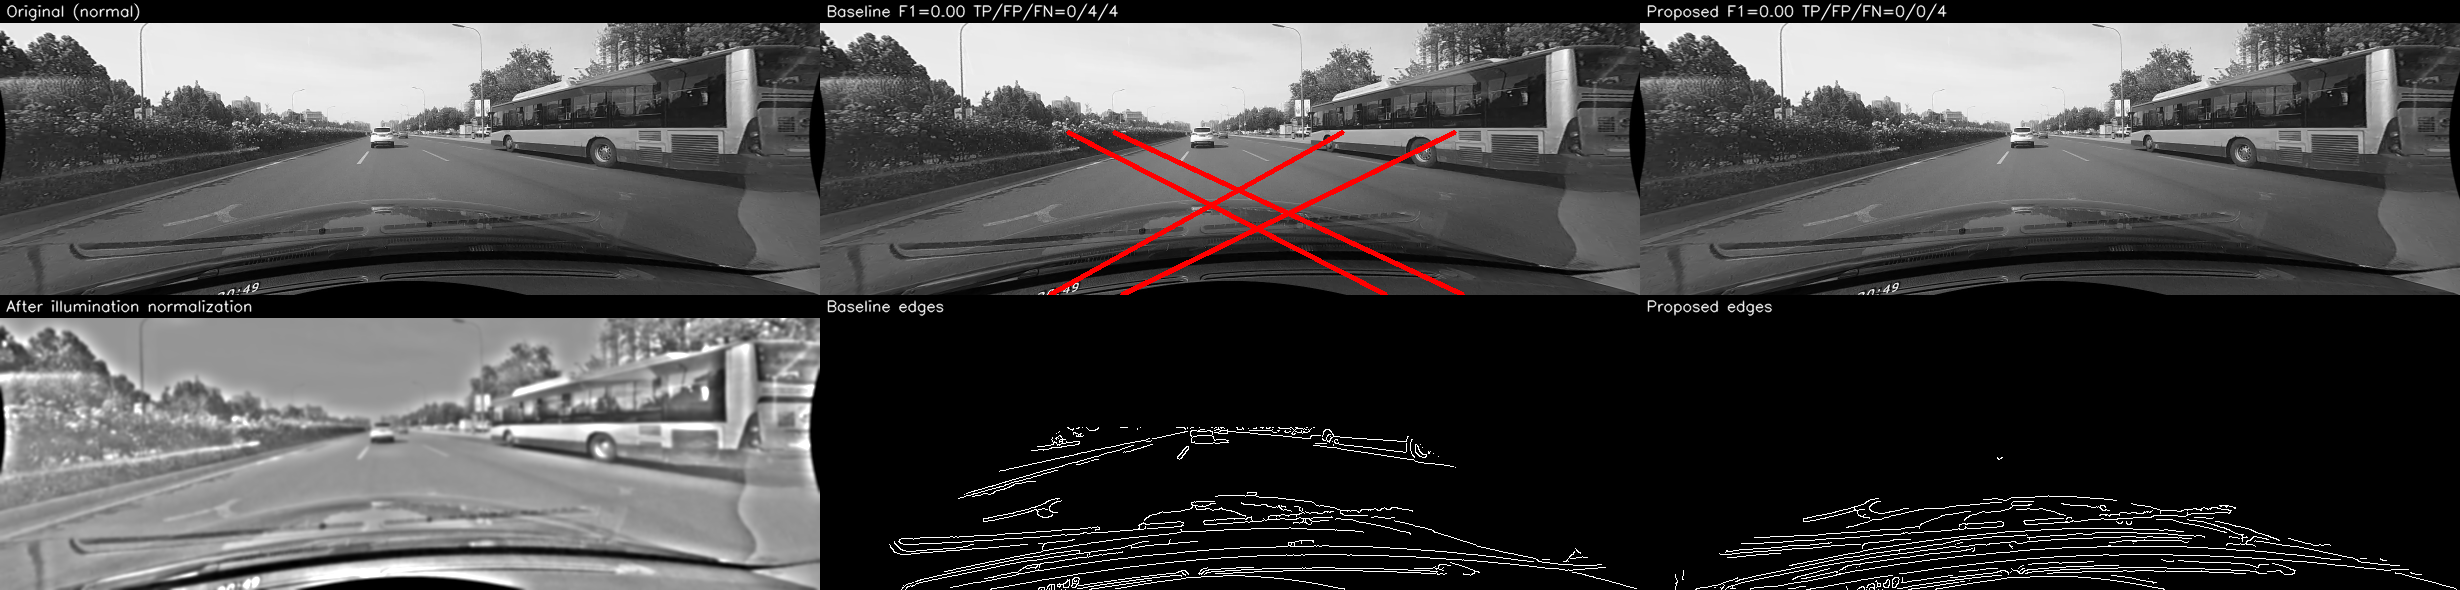 Original (normal)
Baseline F1=0.00 TP/FP/FN=0/4/4
Proposed F1=0.00 TP/FP/FN=0/0/4
After illumination normalization
Baseline edges
Proposed edges